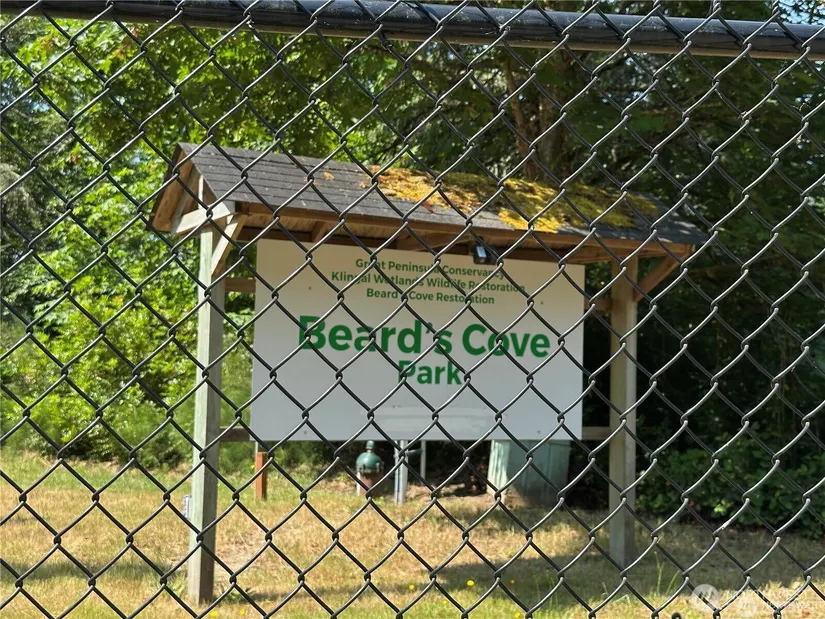 Great Peninsula Conservancy
Klingel Wetlands Wildlife Restoration
Beard's Cove Restoration
Beard's Cove
Park